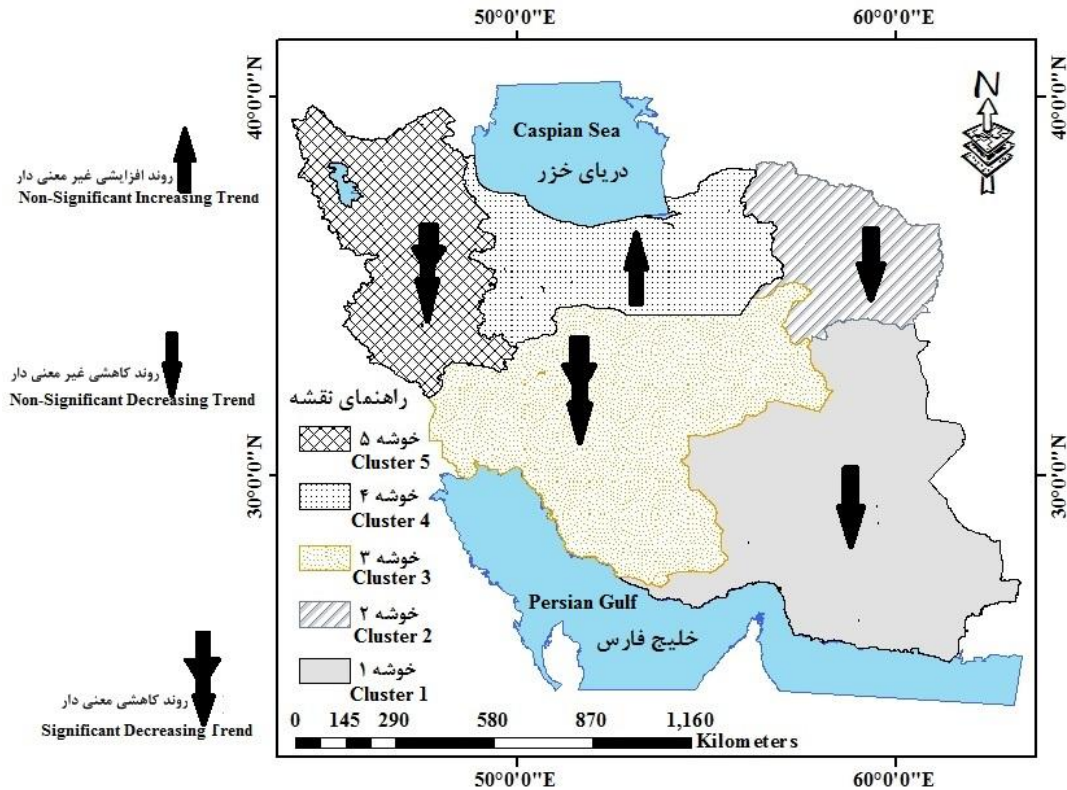 50°0'0"E
60°0'0"E
40°0'0"N
40°0'0"N
N
Caspian Sea
دریای خزر
روند افزایشی غیر معنی دار
Non-Significant Increasing Trend
روند کاهشی غیر معنی دار
Non-Significant Decreasing Trend
روند کاهشی معنی دار
Significant Decreasing Trend
راهنمای نقشه
خوشه ۵
Cluster 5
خوشه ۴
Cluster 4
خوشه ۳
Cluster 3
خوشه ۲
Cluster 2
خوشه ۱
Cluster 1
30°0'0"N
30°0'0"N
Persian Gulf
خلیج فارس
0 145 290 580 870 1,160
Kilometers
50°0'0"E
60°0'0"E